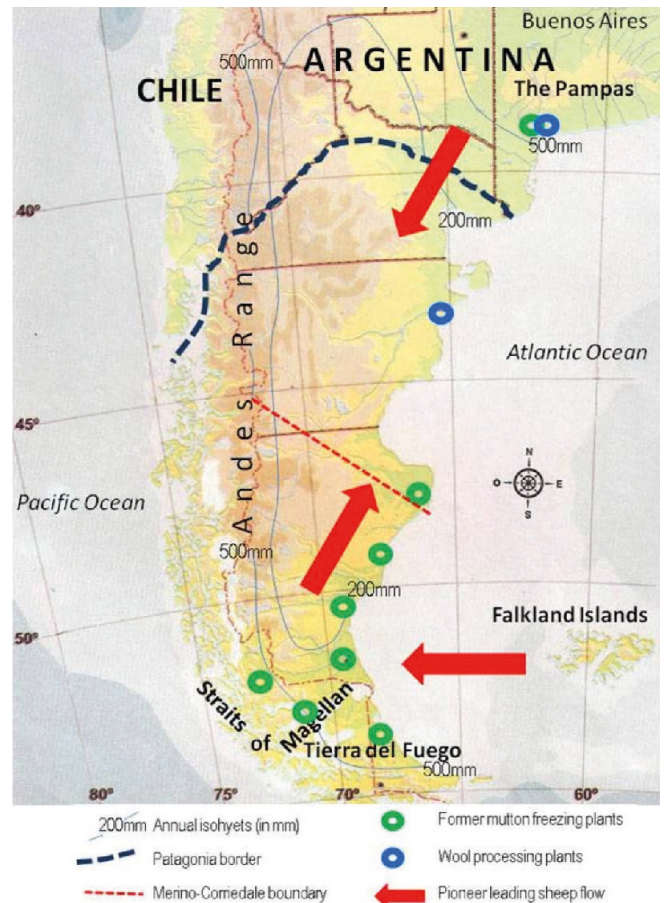 Buenos Aires
ARGENTINA
500mm
CHILE
The Pampas
500mm
40°
200mm
Andes Range
Atlantic Ocean
45°
N
O E
S
Pacific Ocean
500mm
200mm
Falkland Islands
50°
Straits of Magellan
Tierra del Fuego
500mm
80° 75° 70° 60°
200mm Annual isohyets (in mm)
Former mutton freezing plants
Patagonia border
Wool processing plants
Merino-Corriedale boundary
Pioneer leading sheep flow